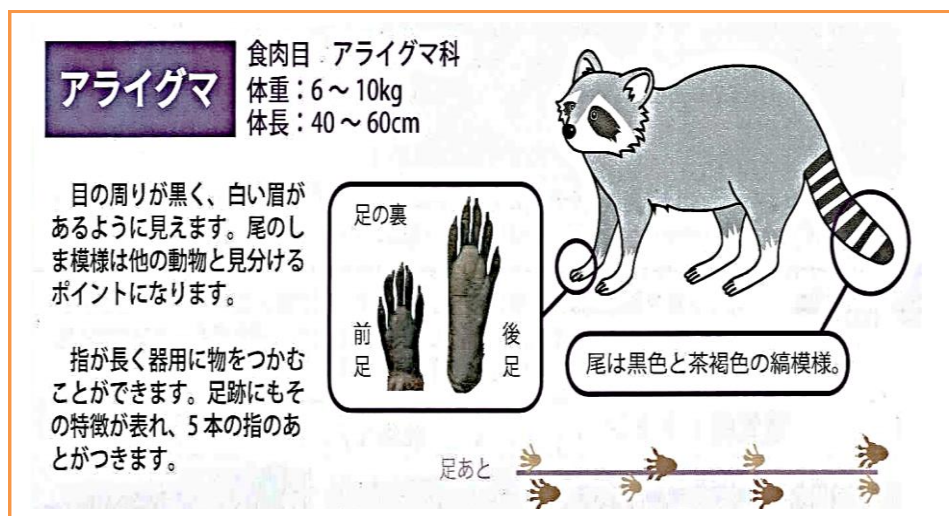 アライグマ
食肉目 アライグマ科
体重：6～10kg
体長：40～60cm
目の周りが黒く、白い眉が
あるように見えます。尾のし
ま模様は他の動物と見分ける
ポイントになります。
指が長く器用に物をつかむ
ことができます。足跡にもそ
の特徴が表れ、5本の指のあ
とがつきます。
足の裏
前足
後足
尾は黒色と茶褐色の縞模様。
足あと